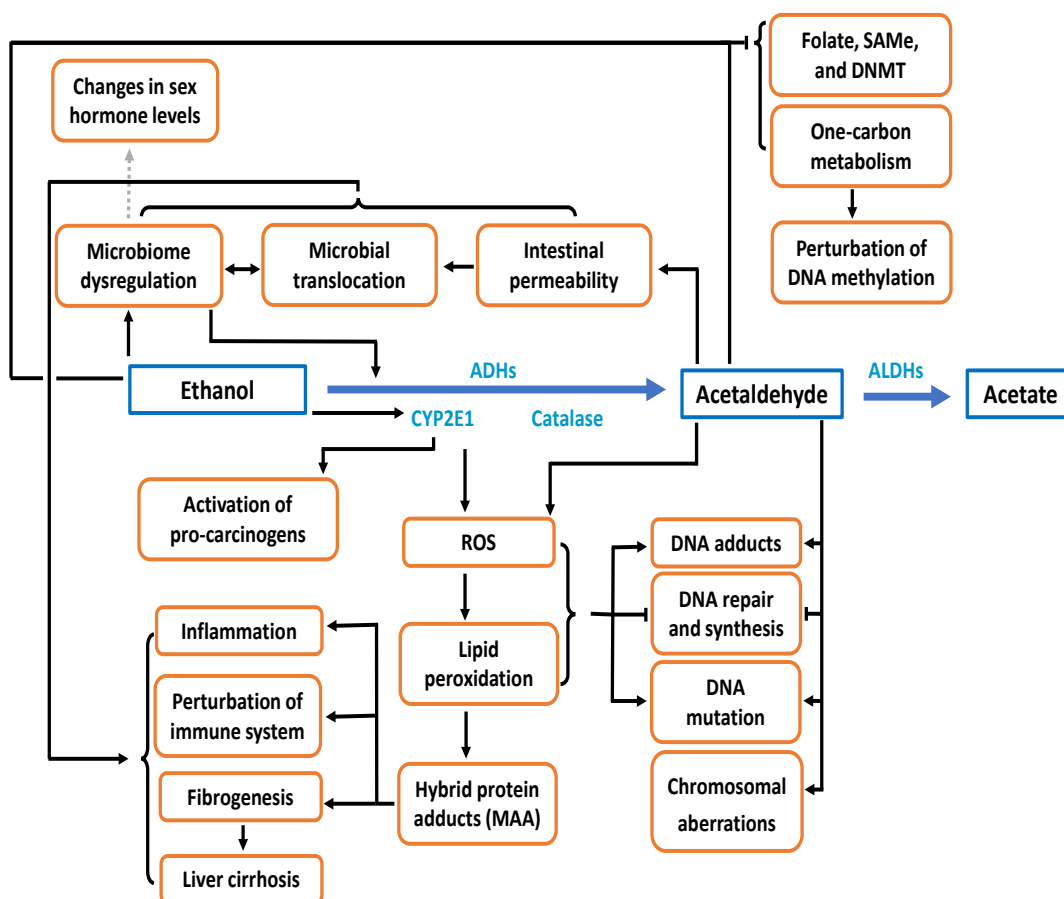 Folate, SAMe,
and DNMT
Changes in sex
hormone levels
One-carbon
metabolism
Microbiome
dysregulation
Microbial
translocation
Intestinal
permeability
Perturbation of
DNA methylation
Ethanol
ADHs
Acetaldehyde
ALDHs
Acetate
CYP2E1
Catalase
Activation of
pro-carcinogens
ROS
DNA adducts
DNA repair
and synthesis
Inflammation
Lipid
peroxidation
Perturbation of
immune system
DNA
mutation
Fibrogenesis
Hybrid protein
adducts (MAA)
Chromosomal
aberrations
Liver cirrhosis